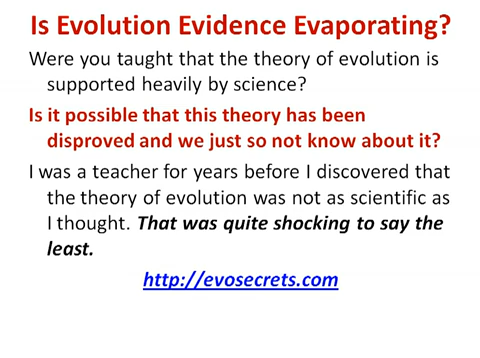 Is Evolution Evidence Evaporating?
Were you taught that the theory of evolution is
supported heavily by science?
Is it possible that this theory has been
disproved and we just so not know about it?
I was a teacher for years before I discovered that
the theory of evolution was not as scientific as
I thought. That was quite shocking to say the
least.
http://evosecrets.com